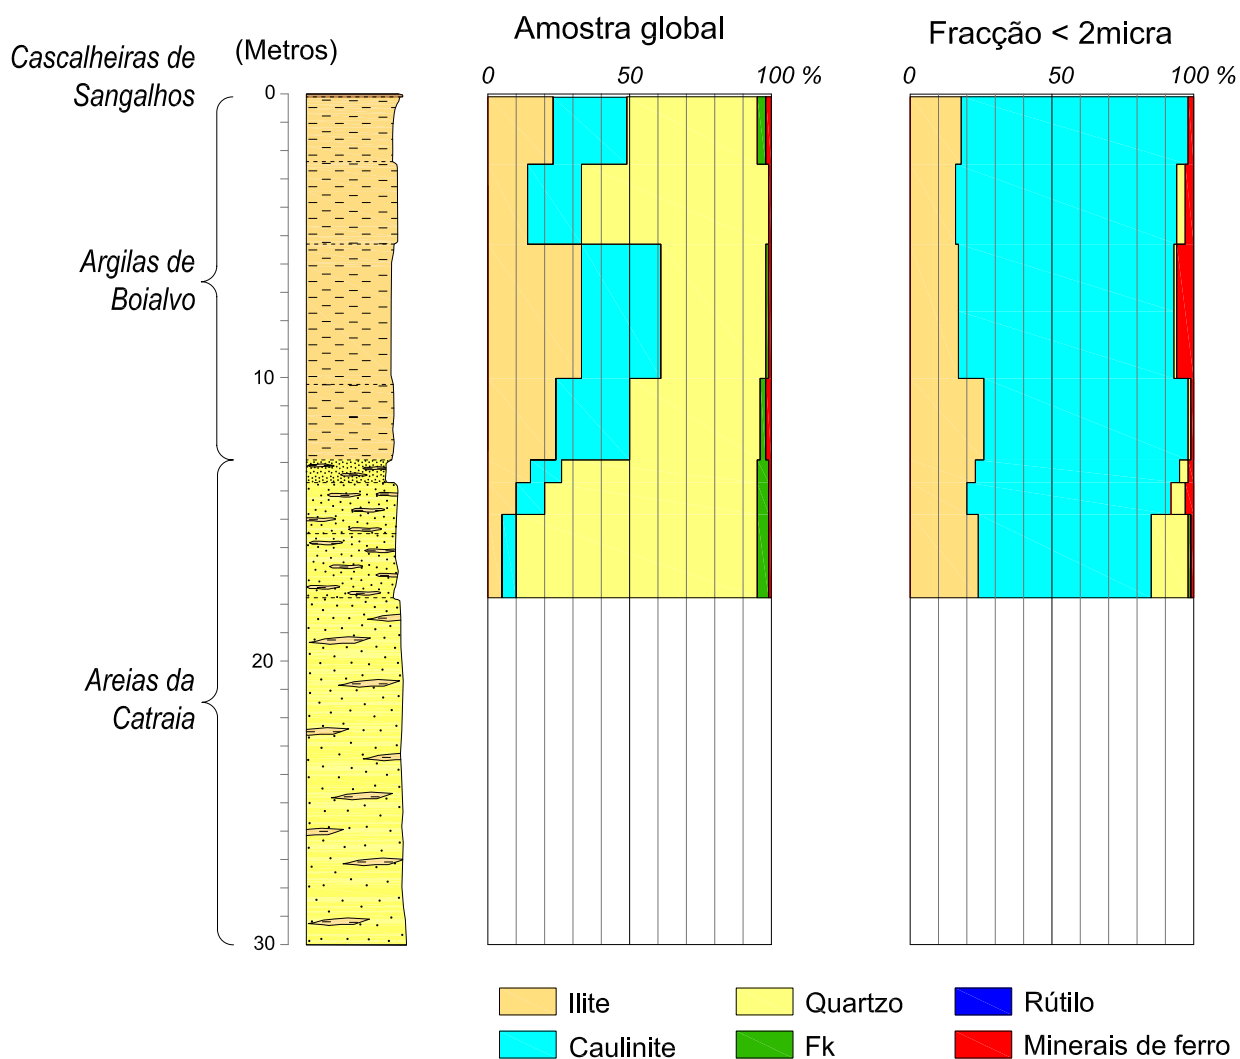 Amostra global
Fracção < 2micra
Cascalheiras de
Sangalhos
(Metros)
0 50 100 %
0 50 100 %
0
Argilas de
Boialvo
10
20
Areias da
Catraia
30
Ilite
Quartzo
Rútilo
Caulinite
Fk
Minerais de ferro